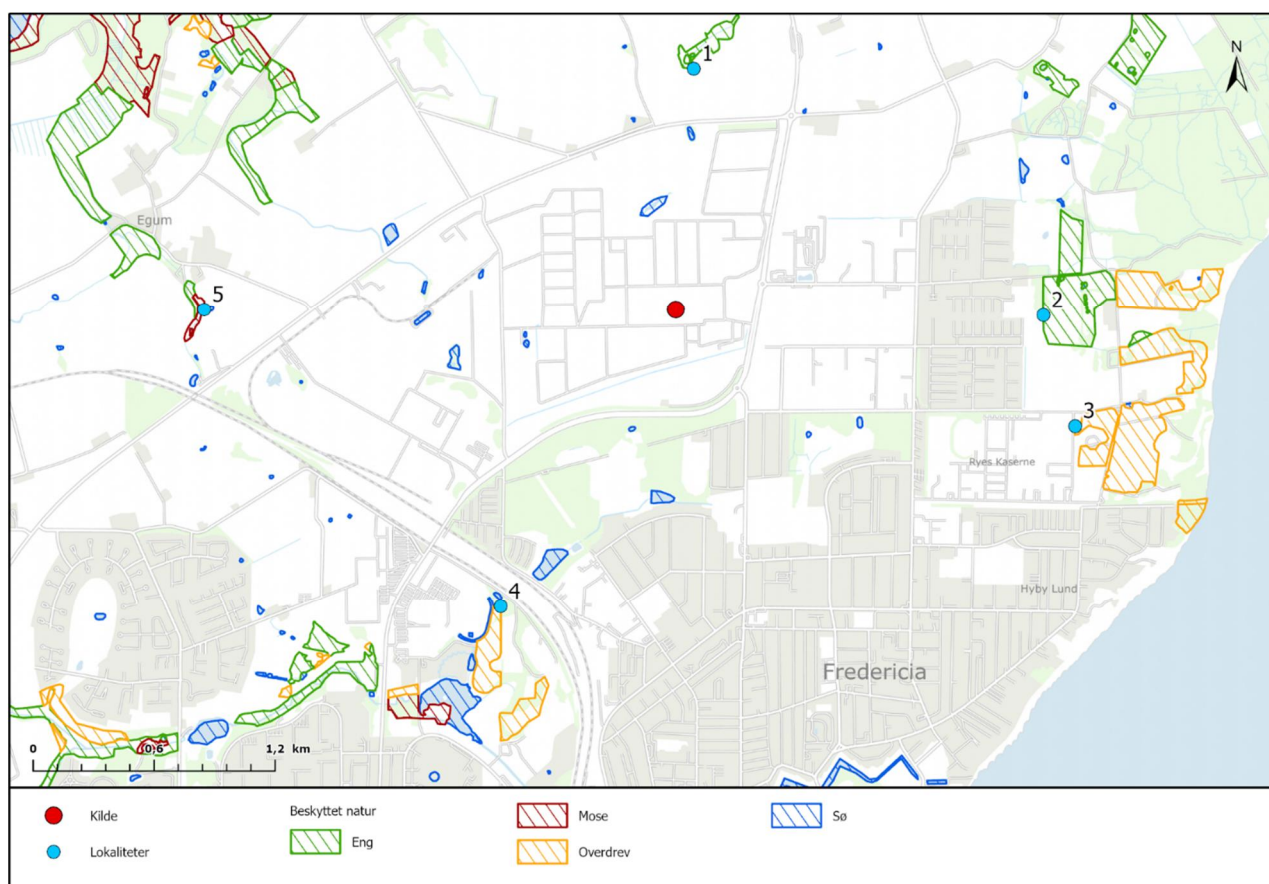 N
1
Egum
5
2
3
Ryes Kaserne
4
Hyby Lund
Fredericia
0 0,6 1,2 km
Kilde
Lokaliteter
Beskyttet natur
Eng
Mose
Overdrev
Sø